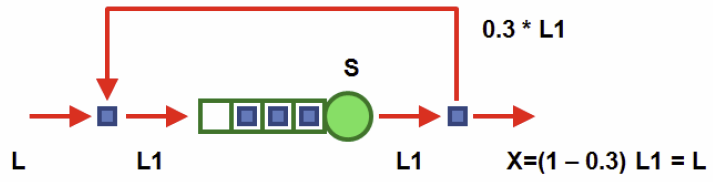 0.3 * L1
S
L
L1
L1
X=(1 – 0.3) L1 = L